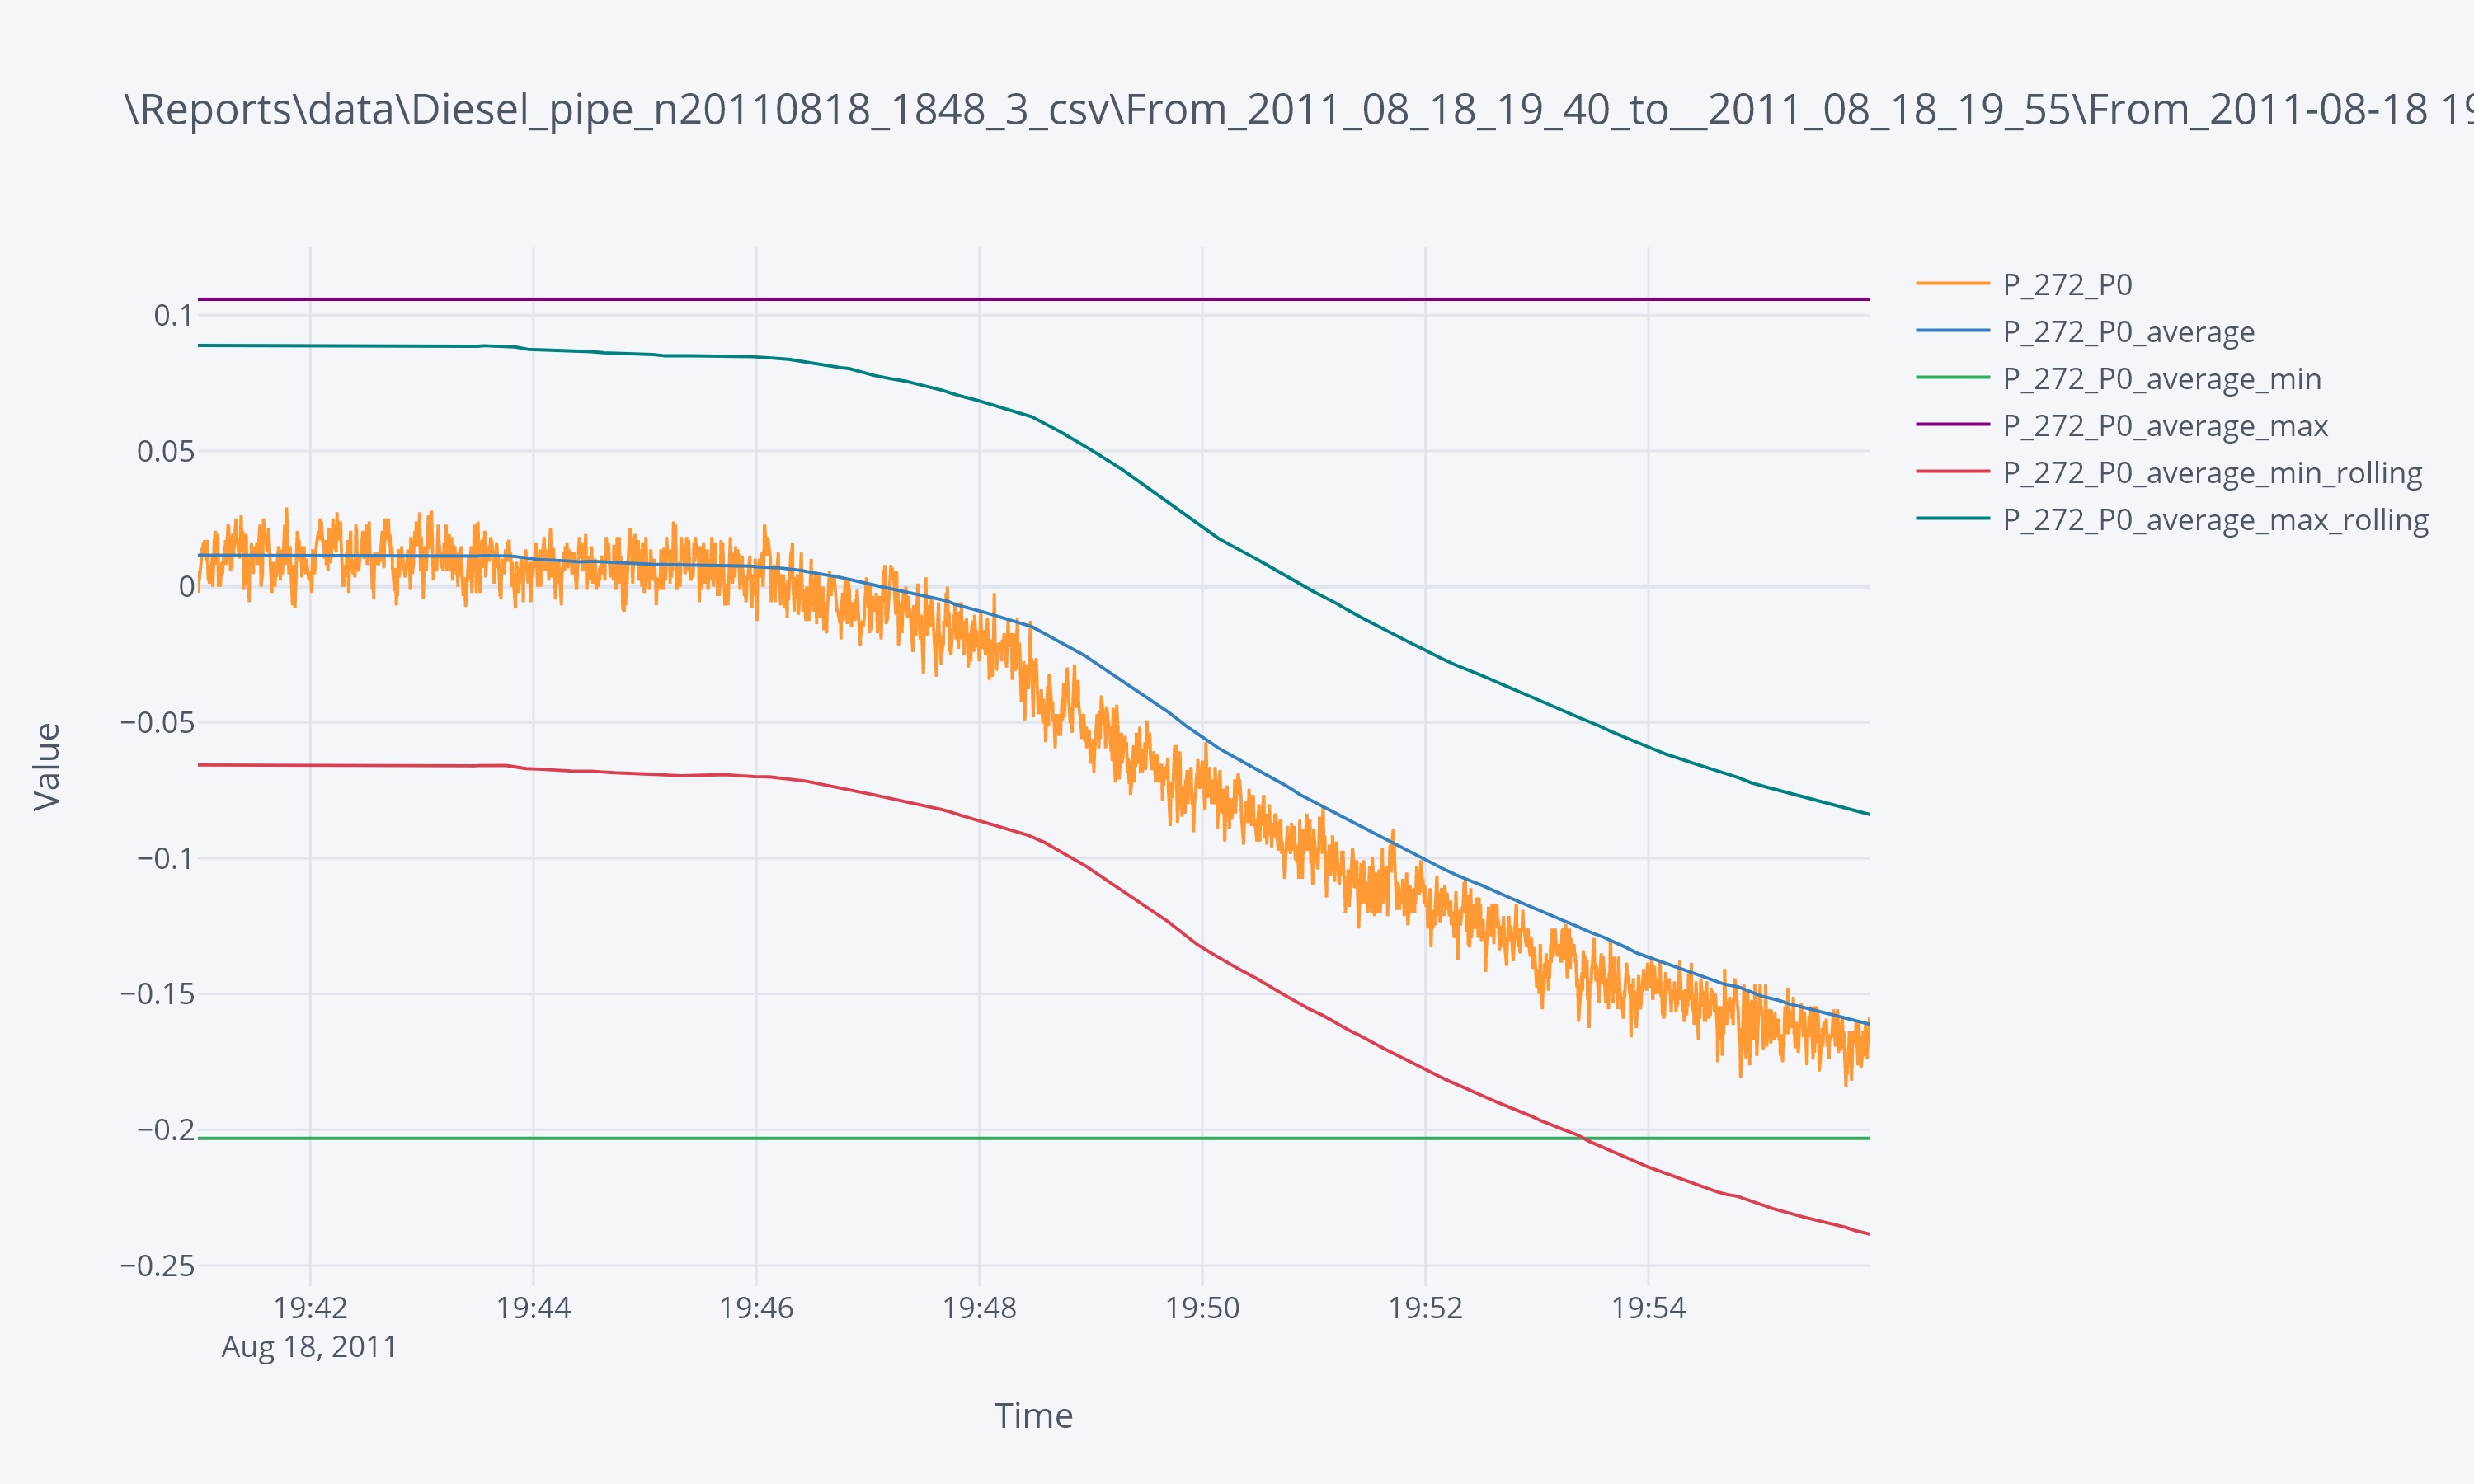 \Reports\data\Diesel_pipe_n20110818_1848_3_csv\From_2011_08_18_19_40_to__2011_08_18_19_55\From_2011-08-18 19
P_272_P0
P_272_P0_average
P_272_P0_average_min
P_272_P0_average_max
P_272_P0_average_min_rolling
P_272_P0_average_max_rolling
0.1
0.05
0
−0.05
−0.1
−0.15
−0.2
−0.25
Value
19:42 19:44 19:46 19:48 19:50 19:52 19:54
Aug 18, 2011
Time